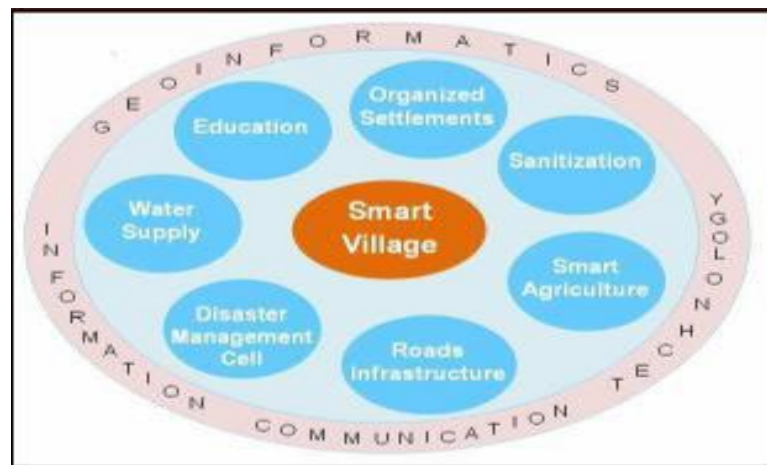 GEOINFORMATICS
Organized
Settlements
Education
Sanitization
Smart
Village
Water
Supply
Smart
Agriculture
Disaster
Management
Cell
Roads
Infrastructure
INFORMATION COMMUNICATION TECHNOLOGY